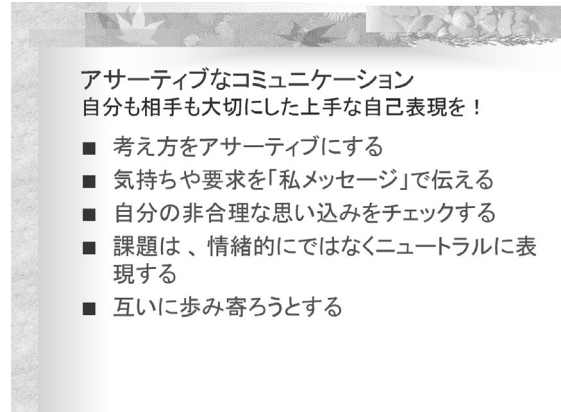 アサーティブなコミュニケーション
自分も相手も大切にした上手な自己表現を！
■ 考え方をアサーティブにする
■ 気持ちや要求を｢私メッセージ｣で伝える
■ 自分の非合理な思い込みをチェックする
■ 課題は、情緒的にではなくニュートラルに表
現する
■ 互いに歩み寄ろうとする